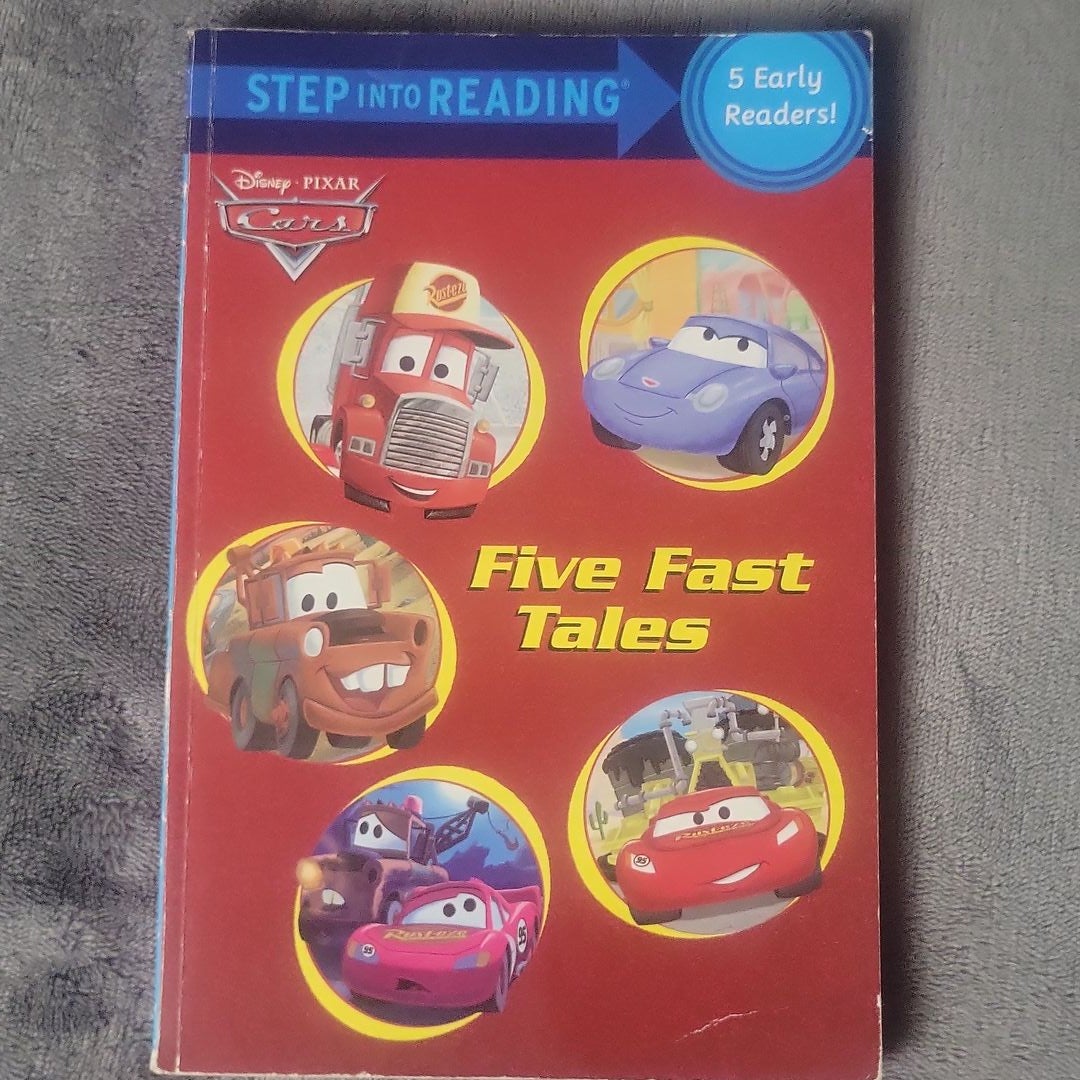 STEP INTO READING®
5 Early
Readers!
Disney · PIXAR
Cars
Rust-eze
Five Fast
Tales
Rust-eze
95
Rust-eze
95
95